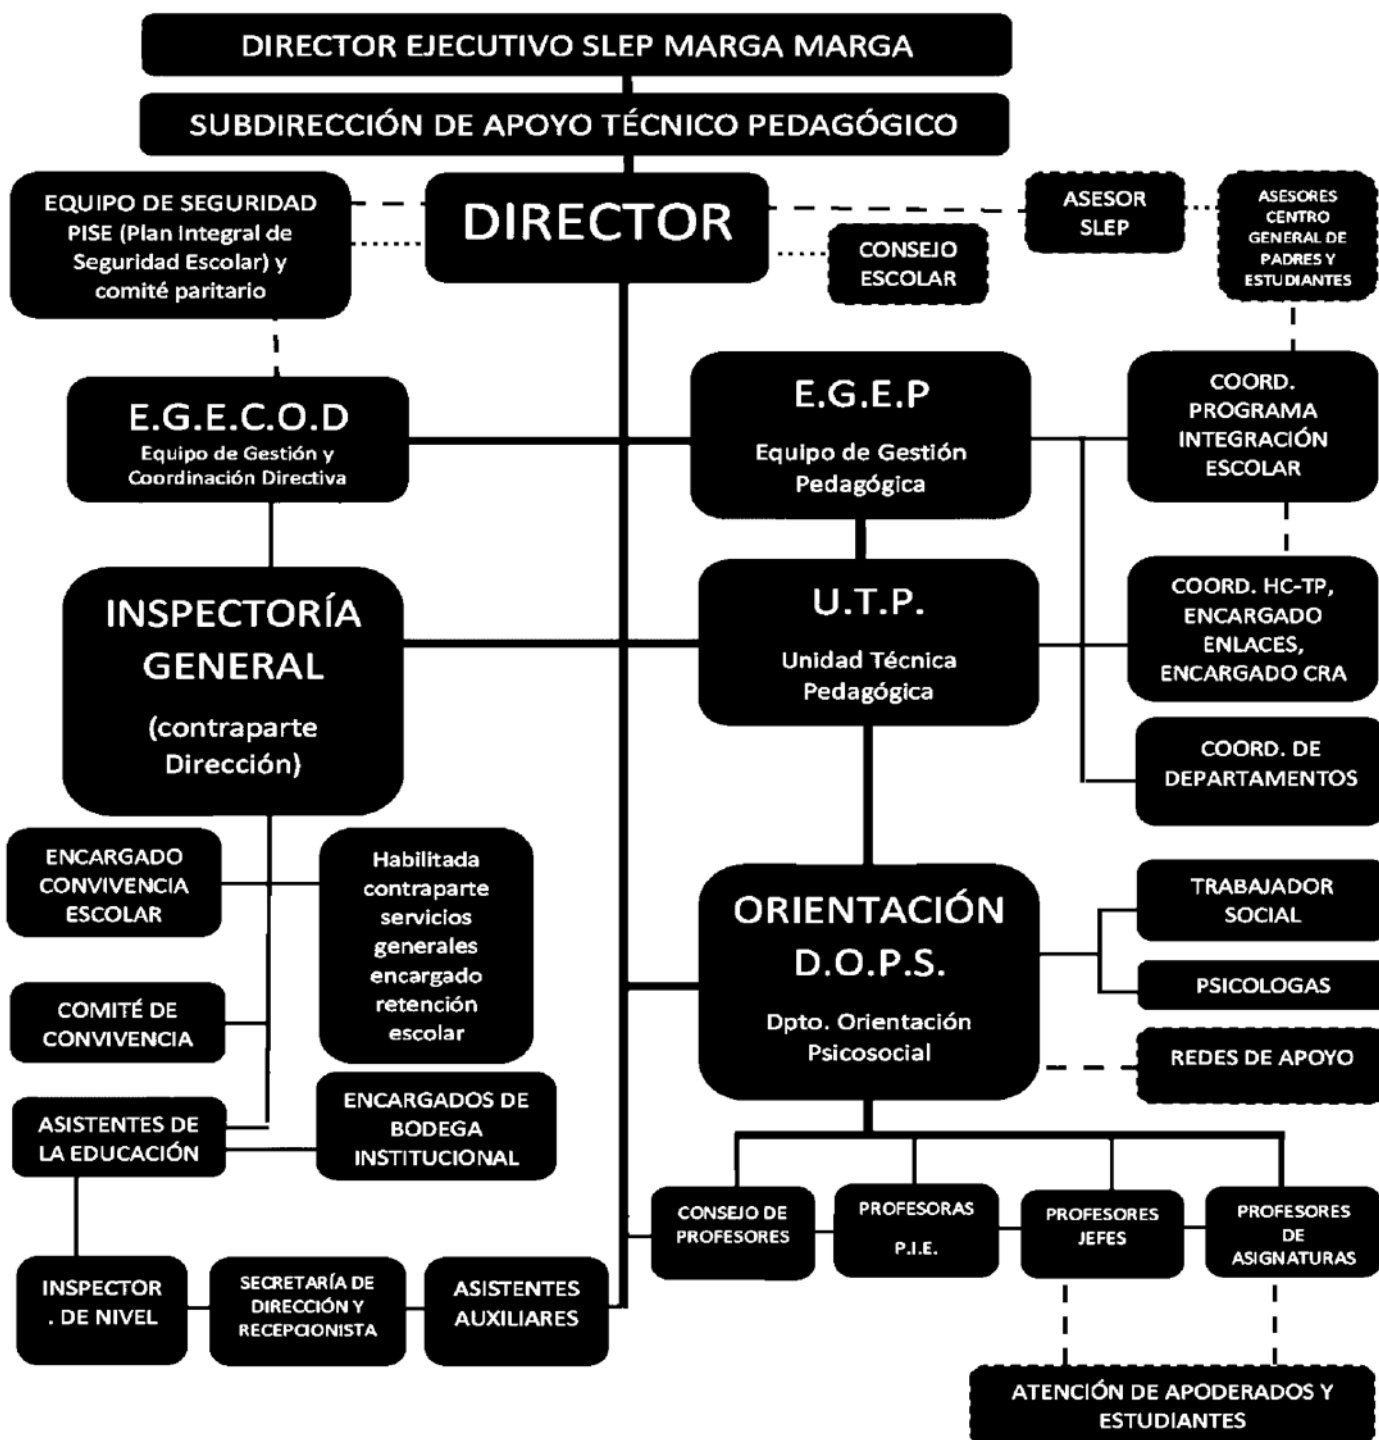 DIRECTOR EJECUTIVO SLEP MARGA MARGA
SUBDIRECCIÓN DE APOYO TÉCNICO PEDAGÓGICO
EQUIPO DE SEGURIDAD
PISE (Plan Integral de
Seguridad Escolar) y
comité paritario
DIRECTOR
CONSEJO
ESCOLAR
ASESOR
SLEP
ASESORES
CENTRO
GENERAL DE
PADRES Y
ESTUDIANTES
E.G.E.C.O.D
Equipo de Gestión y
Coordinación Directiva
E.G.E.P
Equipo de Gestión
Pedagógica
COORD.
PROGRAMA
INTEGRACIÓN
ESCOLAR
INSPECTORÍA
GENERAL
(contraparte
Dirección)
U.T.P.
Unidad Técnica
Pedagógica
COORD. HC-TP,
ENCARGADO
ENLACES,
ENCARGADO CRA
COORD. DE
DEPARTAMENTOS
ENCARGADO
CONVIVENCIA
ESCOLAR
Habilitada
contraparte
servicios
generales
encargado
retención
escolar
ORIENTACIÓN
D.O.P.S.
Dpto. Orientación
Psicosocial
TRABAJADOR
SOCIAL
PSICOLOGAS
REDES DE APOYO
COMITÉ DE
CONVIVENCIA
ASISTENTES DE
LA EDUCACIÓN
ENCARGADOS DE
BODEGA
INSTITUCIONAL
CONSEJO DE
PROFESORES
PROFESORAS
P.I.E.
PROFESORES
JEFES
PROFESORES
DE
ASIGNATURAS
INSPECTOR
. DE NIVEL
SECRETARÍA DE
DIRECCIÓN Y
RECEPCIONISTA
ASISTENTES
AUXILIARES
ATENCIÓN DE APODERADOS Y
ESTUDIANTES